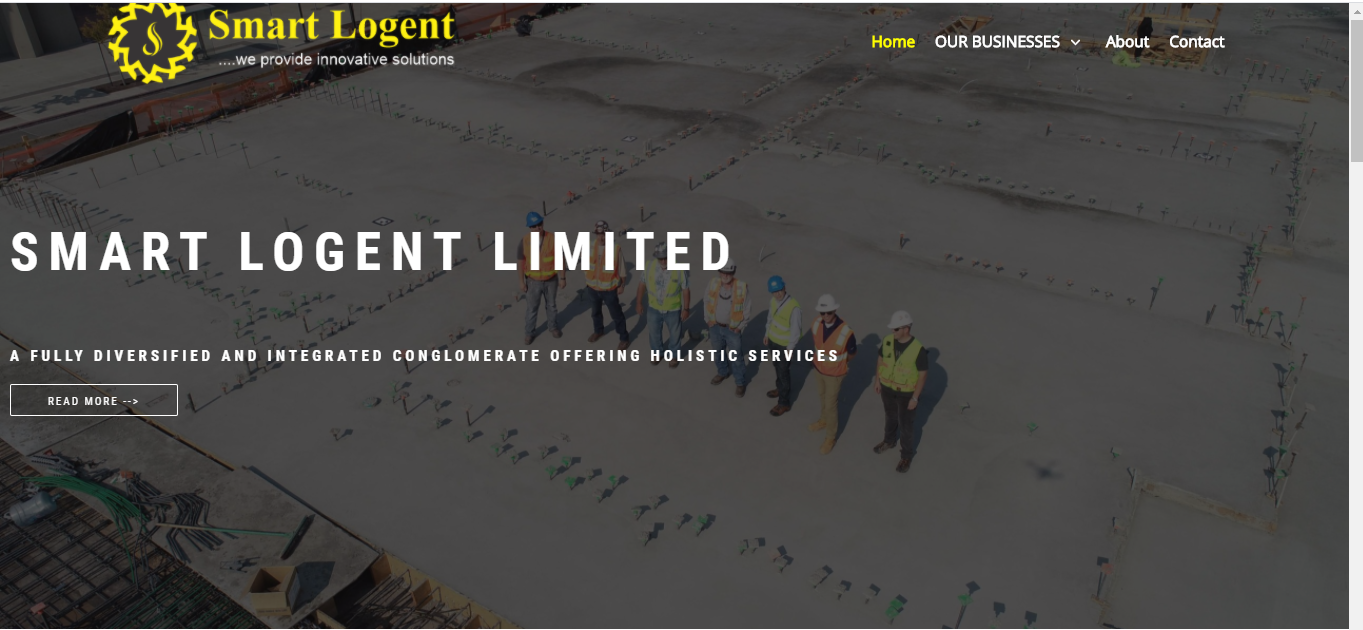 Smart Logent
....we provide innovative solutions
Home OUR BUSINESSES About Contact
SMART LOGENT LIMITED
A FULLY DIVERSIFIED AND INTEGRATED CONGLOMERATE OFFERING HOLISTIC SERVICES
READ MORE -->